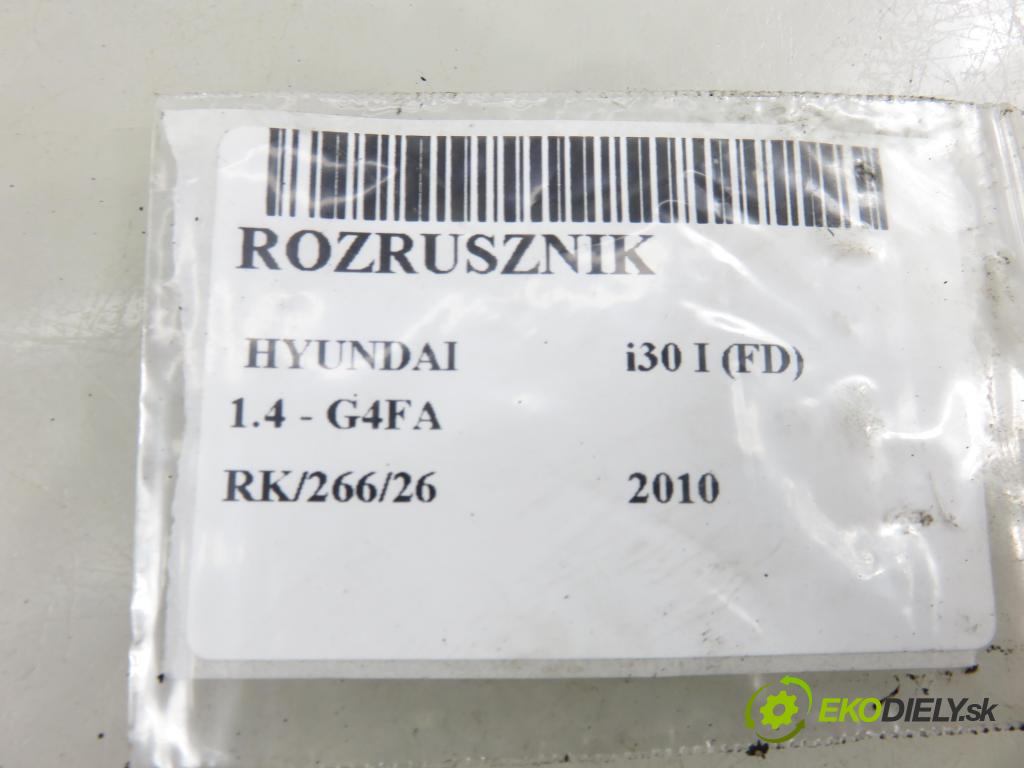 ROZRUSZNIK
HYUNDAI i30 I (FD)
1.4 - G4FA
RK/266/26 2010
EKODIELY.sk